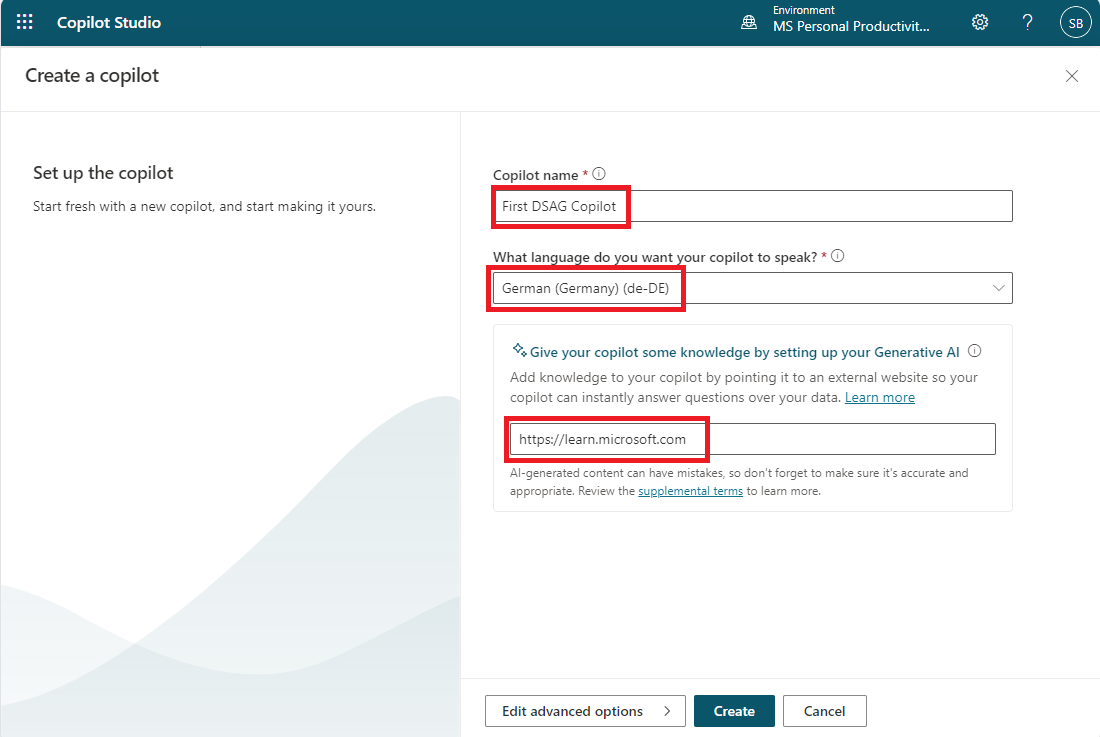 Copilot Studio
Environment
MS Personal Productivit...
?
SB
Create a copilot
Set up the copilot
Start fresh with a new copilot, and start making it yours.
Copilot name *
First DSAG Copilot
What language do you want your copilot to speak? *
German (Germany) (de-DE)
Give your copilot some knowledge by setting up your Generative AI
Add knowledge to your copilot by pointing it to an external website so your
copilot can instantly answer questions over your data. Learn more
https://learn.microsoft.com
AI-generated content can have mistakes, so don't forget to make sure it's accurate and
appropriate. Review the supplemental terms to learn more.
Edit advanced options
Create
Cancel